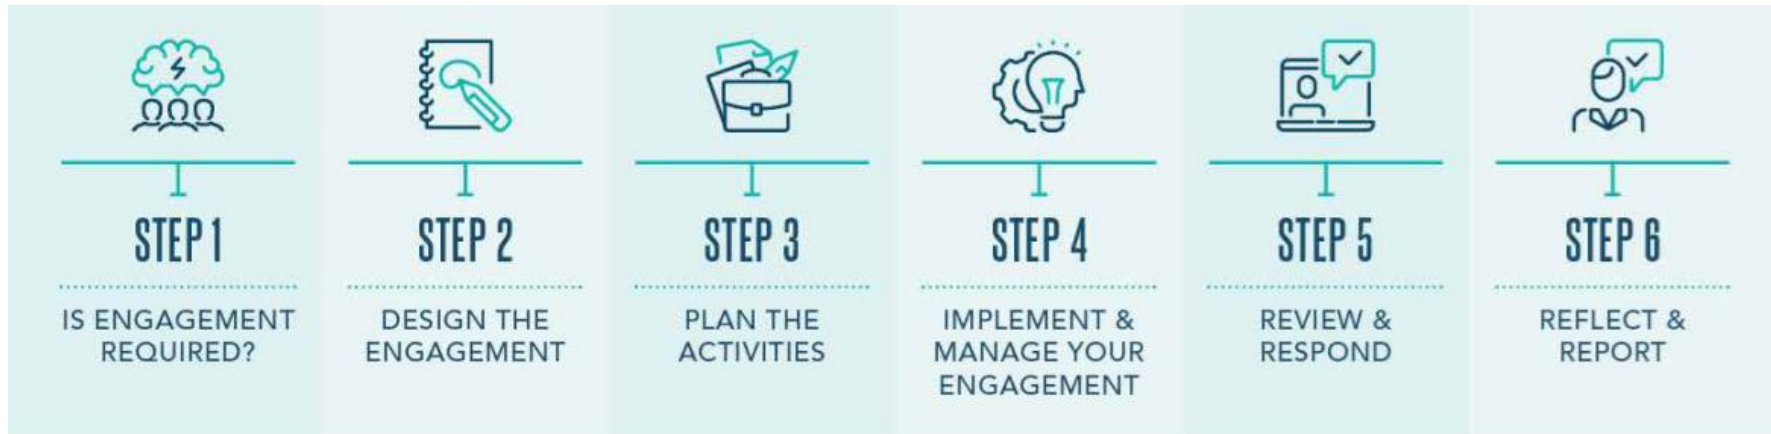 STEP 1
IS ENGAGEMENT
REQUIRED?
STEP 2
DESIGN THE
ENGAGEMENT
STEP 3
PLAN THE
ACTIVITIES
STEP 4
IMPLEMENT &
MANAGE YOUR
ENGAGEMENT
STEP 5
REVIEW &
RESPOND
STEP 6
REFLECT &
REPORT